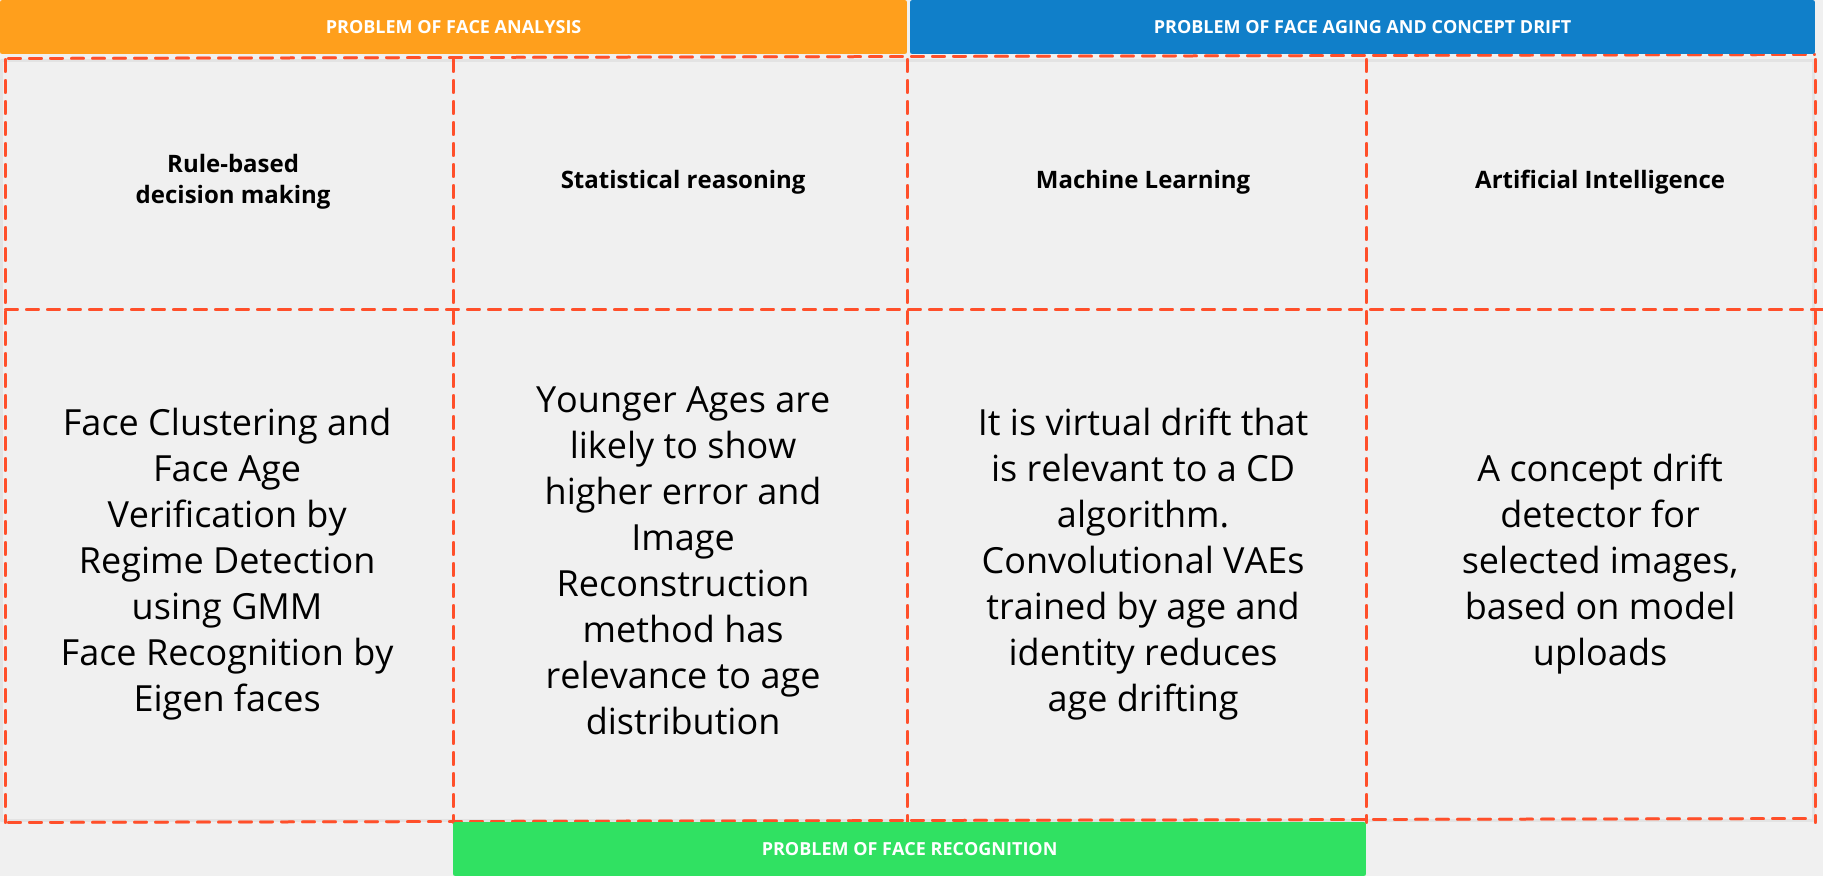 PROBLEM OF FACE ANALYSIS
PROBLEM OF FACE AGING AND CONCEPT DRIFT
Rule-based
decision making
Statistical reasoning
Machine Learning
Artificial Intelligence
Face Clustering and
Face Age
Verification by
Regime Detection
using GMM
Face Recognition by
Eigen faces
Younger Ages are
likely to show
higher error and
Image
Reconstruction
method has
relevance to age
distribution
It is virtual drift that
is relevant to a CD
algorithm.
Convolutional VAEs
trained by age and
identity reduces
age drifting
A concept drift
detector for
selected images,
based on model
uploads
PROBLEM OF FACE RECOGNITION